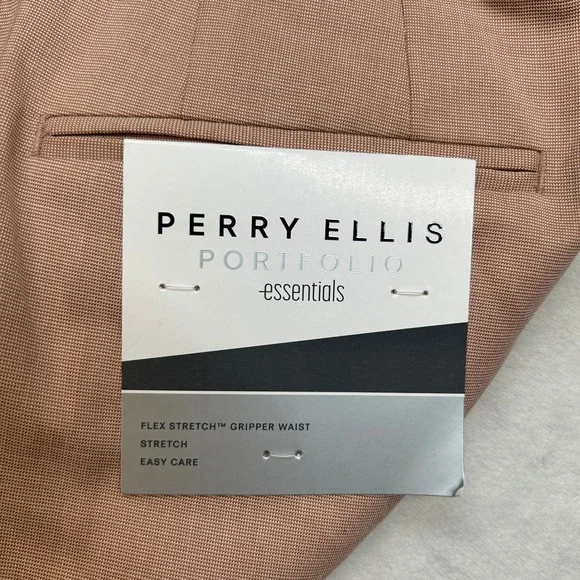 PERRY ELLIS
PORTFOLIO
essentials
FLEX STRETCH™ GRIPPER WAIST
STRETCH
EASY CARE